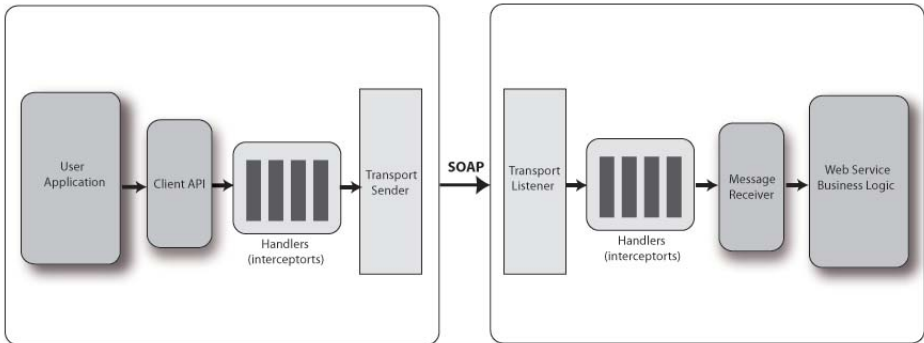 User
Application
Client API
Handlers
(interceptorts)
Transport
Sender
SOAP
Transport
Listener
Handlers
(interceptorts)
Message
Receiver
Web Service
Business Logic